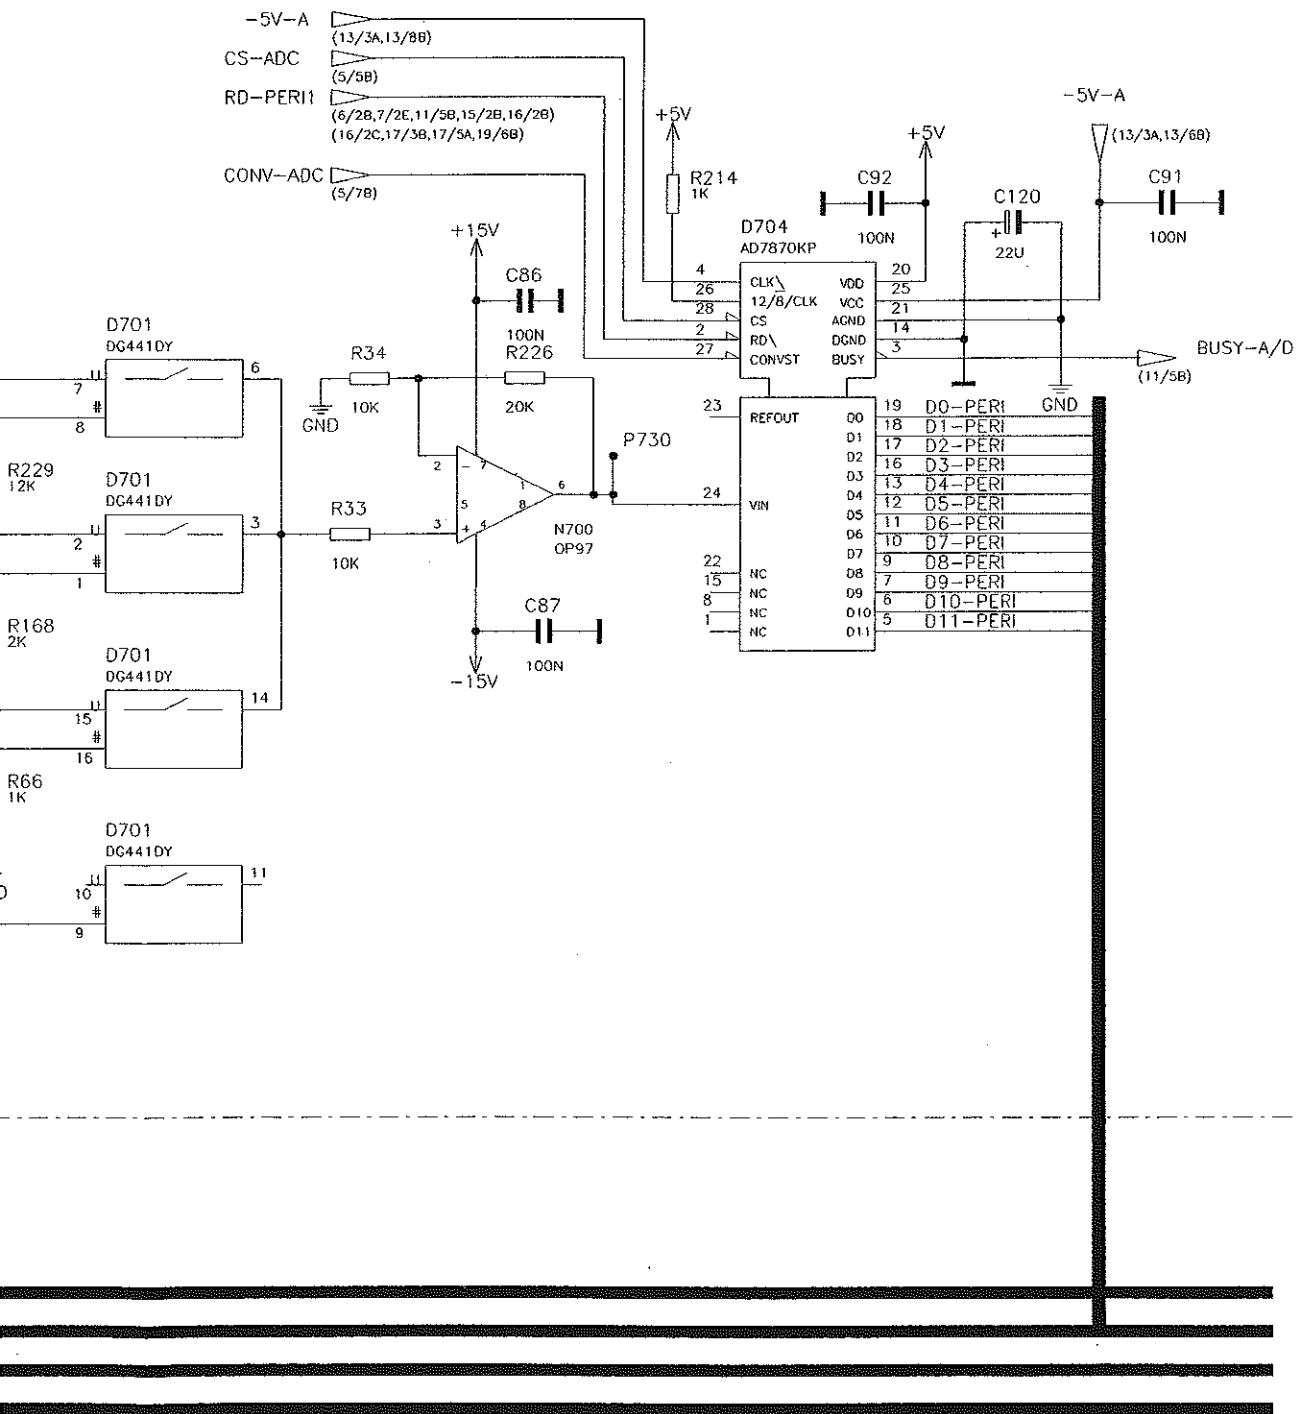 -5V-A
(13/3A,13/8B)
CS-ADC
(5/5B)
RD-PERI1
(6/2B,7/2E,11/5B,15/2B,16/2B)
(16/2C,17/3B,17/5A,19/6B)
CONV-ADC
(5/7B)
+5V
R214
1K
+5V
-5V-A
(13/3A,13/6B)
C92
100N
C120
+
22U
C91
100N
D704
AD7870KP
4
CLK\
26
12/8/CLK
28
CS
2
RD\
27
CONVST
VDD
20
VCC
25
AGND
21
DGND
14
BUSY
3
BUSY-A/D
(11/5B)
GND
23
REFOUT
24
VIN
22
NC
15
NC
8
NC
1
NC
D0
19
D0-PERI
D1
18
D1-PERI
D2
17
D2-PERI
D3
16
D3-PERI
D4
13
D4-PERI
D5
12
D5-PERI
D6
11
D6-PERI
D7
10
D7-PERI
D8
9
D8-PERI
D9
7
D9-PERI
D10
6
D10-PERI
D11
5
D11-PERI
+15V
C86
100N
R226
20K
R34
10K
GND
P730
2
-
7
1
6
5
8
3
+
4
N700
OP97
R33
10K
C87
100N
-15V
D701
DG441DY
7
#
8
6
R229
12K
D701
DG441DY
2
#
1
3
R168
2K
D701
DG441DY
15
#
16
14
R66
1K
D701
DG441DY
10
#
9
11